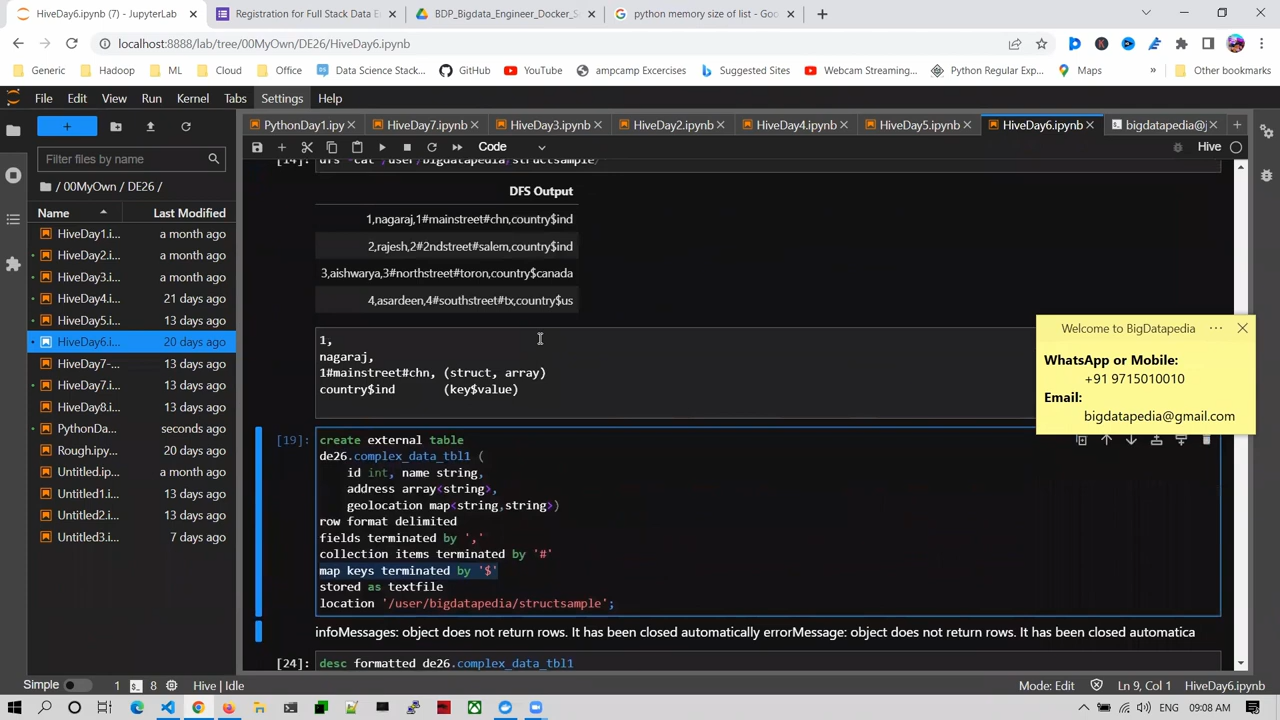 HiveDay6.ipynb (7) - JupyterLab
Registration for Full Stack Data E
BDP_Bigdata_Engineer_Docker_S
python memory size of list - Goo
localhost:8888/lab/tree/00MyOwn/DE26/HiveDay6.ipynb
Generic
Hadoop
ML
Cloud
Office
Data Science Stack...
GitHub
YouTube
ampcamp Excercises
Suggested Sites
Webcam Streaming...
Python Regular Exp...
Maps
»
Other bookmarks
File Edit View Run Kernel Tabs Settings Help
PythonDay1.ipy
HiveDay7.ipynb
HiveDay3.ipynb
HiveDay2.ipynb
HiveDay4.ipynb
HiveDay5.ipynb
HiveDay6.ipynb
bigdatapedia@j
Filter files by name
Code
Hive
/ 00MyOwn / DE26 /
Name Last Modified
HiveDay1.i... a month ago
HiveDay2.i... a month ago
HiveDay3.i... a month ago
HiveDay4.i... 21 days ago
HiveDay5.i... 13 days ago
HiveDay6.i... 20 days ago
HiveDay7-... 13 days ago
HiveDay7.i... 13 days ago
HiveDay8.i... 13 days ago
PythonDa... seconds ago
Rough.ipy... 20 days ago
Untitled.ip... a month ago
Untitled1.i... 13 days ago
Untitled2.i... 13 days ago
Untitled3.i... 7 days ago
[14]: dfs -cat /user/bigdatapedia/structsample/
DFS Output
1,nagaraj,1#mainstreet#chn,country$ind
2,rajesh,2#2ndstreet#salem,country$ind
3,aishwarya,3#northstreet#toron,country$canada
4,asardeen,4#southstreet#tx,country$us
1,
nagaraj,
1#mainstreet#chn, (struct, array)
country$ind (key$value)
Welcome to BigDatapedia
WhatsApp or Mobile:
+91 9715010010
Email:
bigdatapedia@gmail.com
[19]: create external table
de26.complex_data_tbl1 (
id int, name string,
address array<string>,
geolocation map<string,string>)
row format delimited
fields terminated by ','
collection items terminated by '#'
map keys terminated by '$'
stored as textfile
location '/user/bigdatapedia/structsample';
infoMessages: object does not return rows. It has been closed automatically errorMessage: object does not return rows. It has been closed automatica
[24]: desc formatted de26.complex_data_tbl1
Simple 1 8 Hive | Idle Mode: Edit Ln 9, Col 1 HiveDay6.ipynb
ENG 09:08 AM